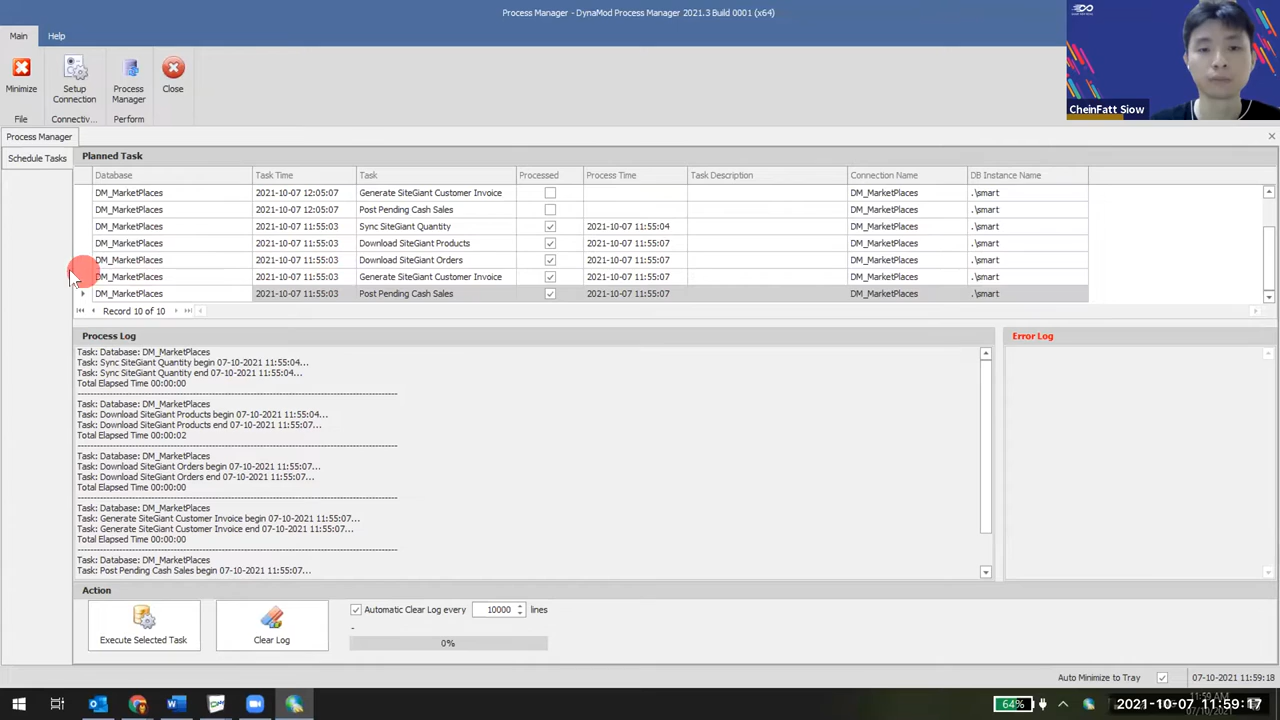 Process Manager - DynaMod Process Manager 2021.3 Build 0001 (x64)
Main Help
Minimize
Setup Connection
Process Manager
Close
File Connectiv... Perform
CheinFatt Siow
Process Manager
Schedule Tasks
Planned Task
Database Task Time Task Processed Process Time Task Description Connection Name DB Instance Name
DM_MarketPlaces 2021-10-07 12:05:07 Generate SiteGiant Customer Invoice DM_MarketPlaces .\smart
DM_MarketPlaces 2021-10-07 12:05:07 Post Pending Cash Sales DM_MarketPlaces .\smart
DM_MarketPlaces 2021-10-07 11:55:03 Sync SiteGiant Quantity 2021-10-07 11:55:04 DM_MarketPlaces .\smart
DM_MarketPlaces 2021-10-07 11:55:03 Download SiteGiant Products 2021-10-07 11:55:07 DM_MarketPlaces .\smart
DM_MarketPlaces 2021-10-07 11:55:03 Download SiteGiant Orders 2021-10-07 11:55:07 DM_MarketPlaces .\smart
DM_MarketPlaces 2021-10-07 11:55:03 Generate SiteGiant Customer Invoice 2021-10-07 11:55:07 DM_MarketPlaces .\smart
DM_MarketPlaces 2021-10-07 11:55:03 Post Pending Cash Sales 2021-10-07 11:55:07 DM_MarketPlaces .\smart
Record 10 of 10
Process Log
Error Log
Task: Database: DM_MarketPlaces
Task: Sync SiteGiant Quantity begin 07-10-2021 11:55:04...
Task: Sync SiteGiant Quantity end 07-10-2021 11:55:04...
Total Elapsed Time 00:00:00
Task: Database: DM_MarketPlaces
Task: Download SiteGiant Products begin 07-10-2021 11:55:04...
Task: Download SiteGiant Products end 07-10-2021 11:55:07...
Total Elapsed Time 00:00:02
Task: Database: DM_MarketPlaces
Task: Download SiteGiant Orders begin 07-10-2021 11:55:07...
Task: Download SiteGiant Orders end 07-10-2021 11:55:07...
Total Elapsed Time 00:00:00
Task: Database: DM_MarketPlaces
Task: Generate SiteGiant Customer Invoice begin 07-10-2021 11:55:07...
Task: Generate SiteGiant Customer Invoice end 07-10-2021 11:55:07...
Total Elapsed Time 00:00:00
Task: Database: DM_MarketPlaces
Task: Post Pending Cash Sales begin 07-10-2021 11:55:07...
Action
Execute Selected Task
Clear Log
Automatic Clear Log every 10000 lines
-
0%
Auto Minimize to Tray 07-10-2021 11:59:18
64% 2021-10-07 11:59:17